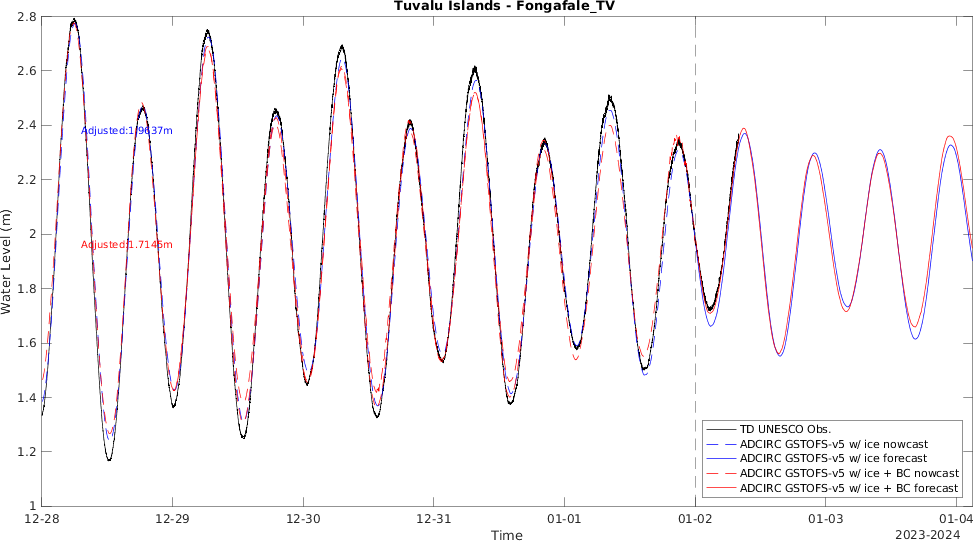 Tuvalu Islands - Fongafale_TV
Water Level (m)
2.8
2.6
2.4
2.2
2
1.8
1.6
1.4
1.2
1
Adjusted:1.9637m
Adjusted:1.7145m
TD UNESCO Obs.
ADCIRC GSTOFS-v5 w/ ice nowcast
ADCIRC GSTOFS-v5 w/ ice forecast
ADCIRC GSTOFS-v5 w/ ice + BC nowcast
ADCIRC GSTOFS-v5 w/ ice + BC forecast
12-28 12-29 12-30 12-31 01-01 01-02 01-03 01-04
Time
2023-2024